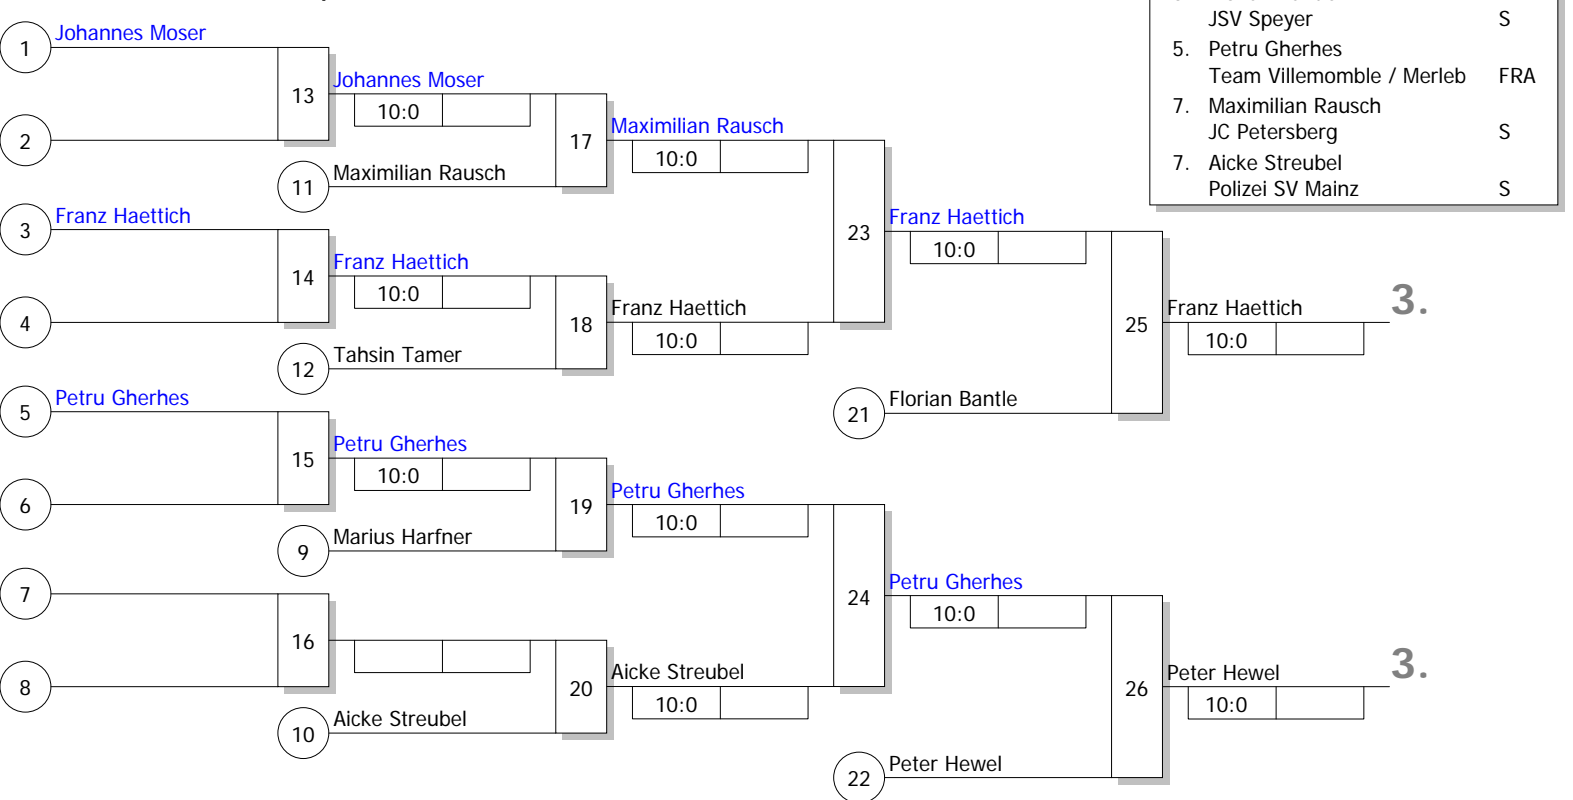 JSV Speyer S
5. Petru Gherhes
Team Villemomble / Merleb FRA
7. Maximilian Rausch
JC Petersberg S
7. Aicke Streubel
Polizei SV Mainz S
1 Johannes Moser
13 Johannes Moser
10:0
2
17 Maximilian Rausch
10:0
11 Maximilian Rausch
3 Franz Haettich
23 Franz Haettich
10:0
14 Franz Haettich
10:0
4
18 Franz Haettich
10:0
25 Franz Haettich 3.
10:0
12 Tahsin Tamer
5 Petru Gherhes
21 Florian Bantle
15 Petru Gherhes
10:0
6
19 Petru Gherhes
10:0
9 Marius Harfner
7
24 Petru Gherhes
10:0
16
8
20 Aicke Streubel
10:0
26 Peter Hewel 3.
10:0
10 Aicke Streubel
22 Peter Hewel